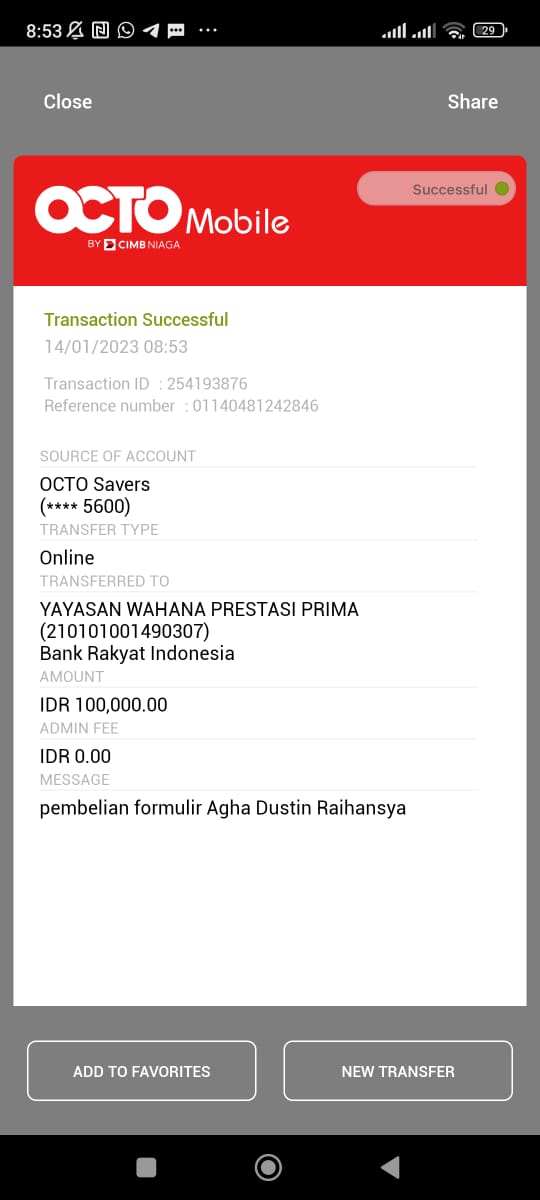 8:53
29
Close
Share
OCTO Mobile
BY CIMB NIAGA
Successful
Transaction Successful
14/01/2023 08:53
Transaction ID : 254193876
Reference number : 01140481242846
SOURCE OF ACCOUNT
OCTO Savers
(**** 5600)
TRANSFER TYPE
Online
TRANSFERRED TO
YAYASAN WAHANA PRESTASI PRIMA
(210101001490307)
Bank Rakyat Indonesia
AMOUNT
IDR 100,000.00
ADMIN FEE
IDR 0.00
MESSAGE
pembelian formulir Agha Dustin Raihansya
ADD TO FAVORITES
NEW TRANSFER